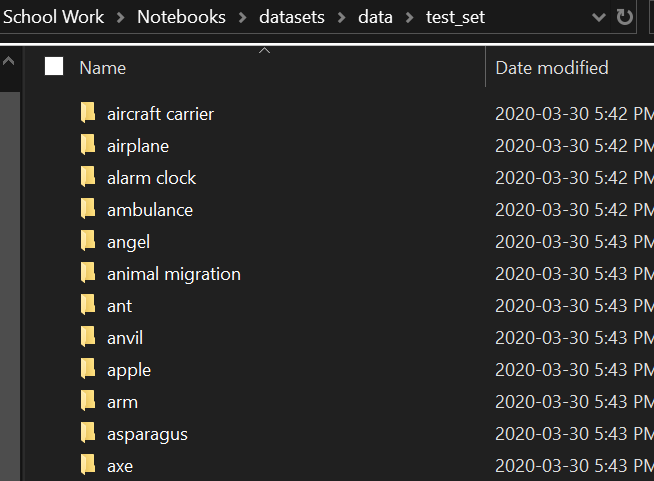 School Work > Notebooks > datasets > data > test_set
Name Date modified
aircraft carrier 2020-03-30 5:42 PM
airplane 2020-03-30 5:42 PM
alarm clock 2020-03-30 5:42 PM
ambulance 2020-03-30 5:42 PM
angel 2020-03-30 5:43 PM
animal migration 2020-03-30 5:43 PM
ant 2020-03-30 5:43 PM
anvil 2020-03-30 5:43 PM
apple 2020-03-30 5:43 PM
arm 2020-03-30 5:43 PM
asparagus 2020-03-30 5:43 PM
axe 2020-03-30 5:43 PM